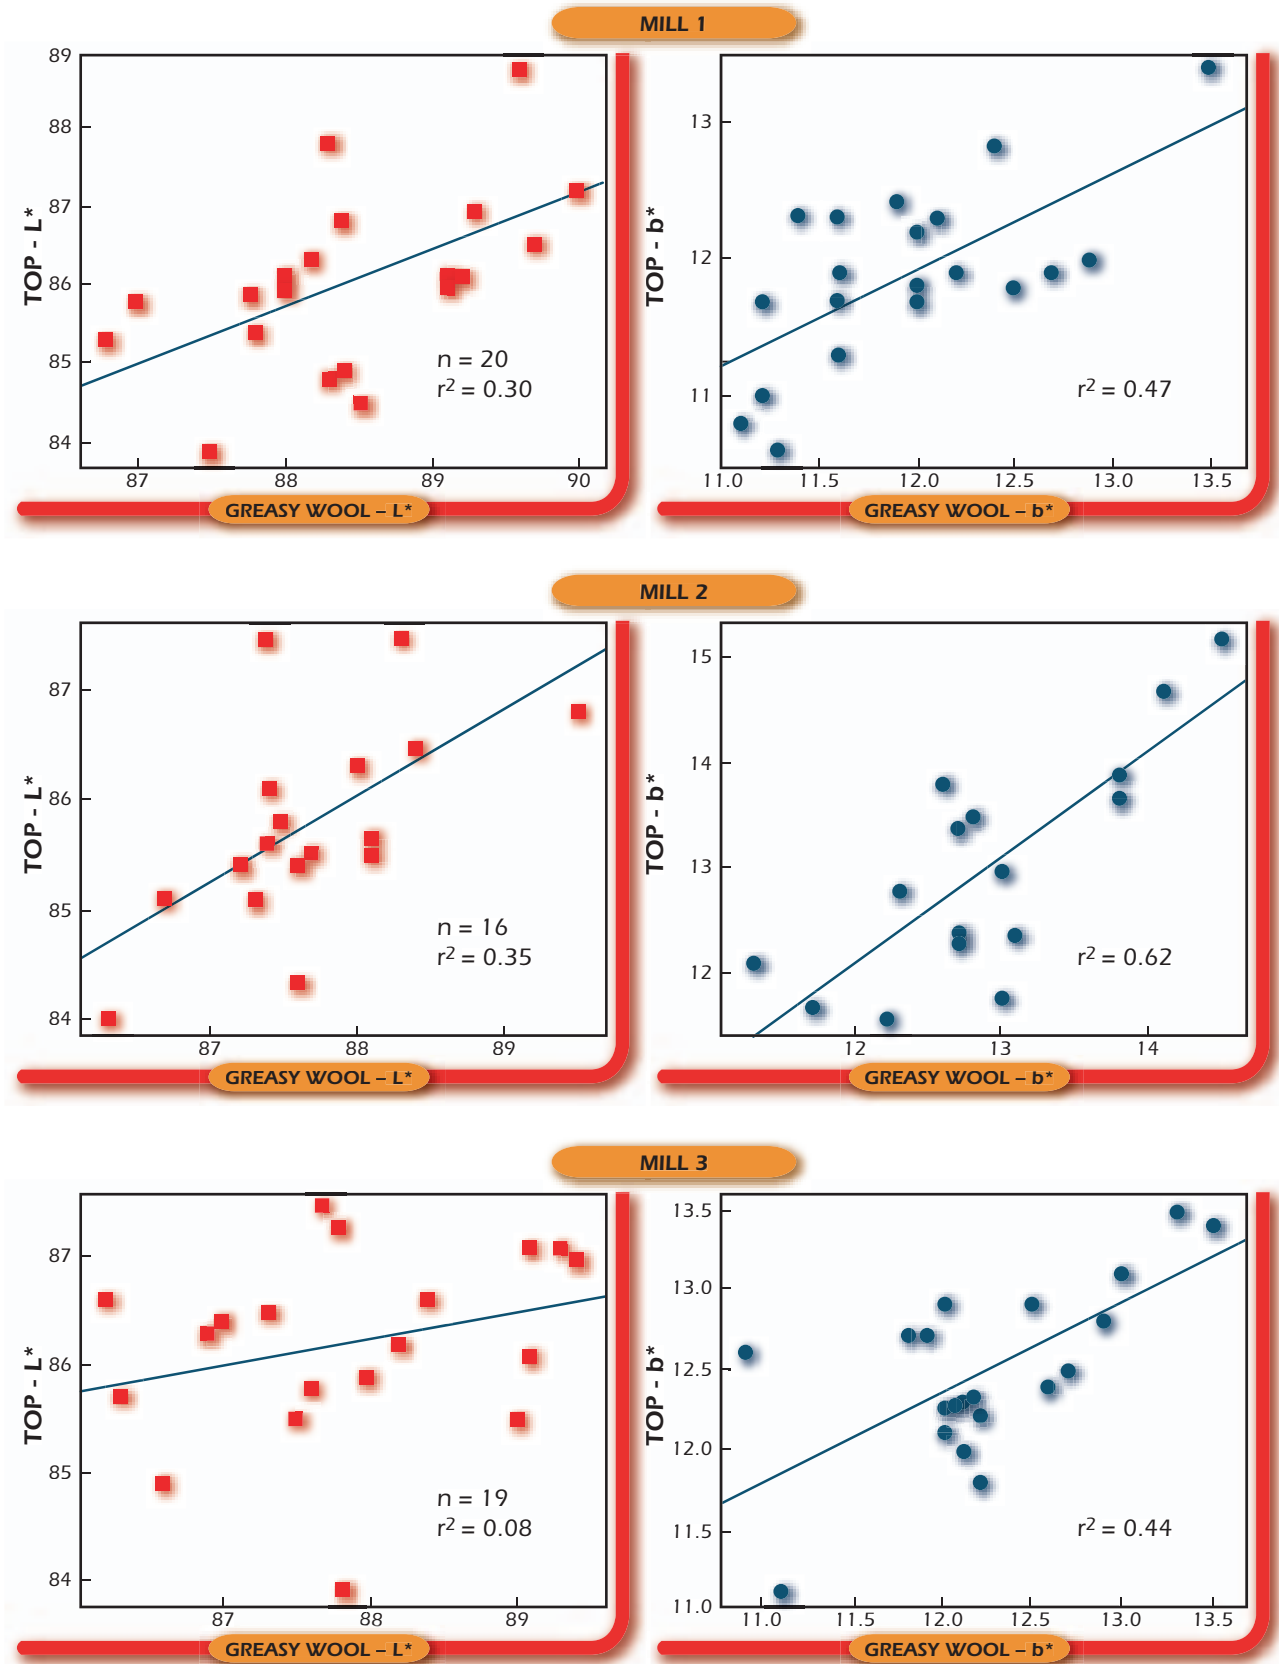 MILL 1
89
88
87
86
85
84
TOP - L*
n = 20
r² = 0.30
87 88 89 90
GREASY WOOL – L*
13
12
11
TOP - b*
r² = 0.47
11.0 11.5 12.0 12.5 13.0 13.5
GREASY WOOL – b*
MILL 2
87
86
85
84
TOP - L*
n = 16
r² = 0.35
87 88 89
GREASY WOOL – L*
15
14
13
12
TOP - b*
r² = 0.62
12 13 14
GREASY WOOL – b*
MILL 3
87
86
85
84
TOP - L*
n = 19
r² = 0.08
87 88 89
GREASY WOOL – L*
13.5
13.0
12.5
12.0
11.5
11.0
TOP - b*
r² = 0.44
11.0 11.5 12.0 12.5 13.0 13.5
GREASY WOOL – b*